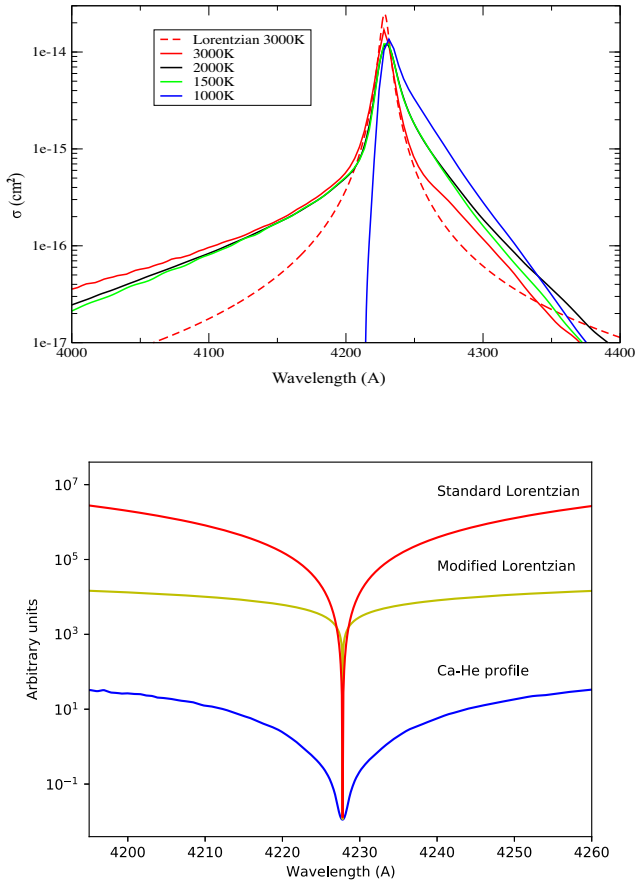 1e-14
1e-15
1e-16
1e-17
σ (cm²)
Lorentzian 3000K
3000K
2000K
1500K
1000K
4000 4100 4200 4300 4400
Wavelength (A)
10⁷
10⁵
10³
10¹
10⁻¹
Arbitrary units
Standard Lorentzian
Modified Lorentzian
Ca-He profile
4200 4210 4220 4230 4240 4250 4260
Wavelength (A)